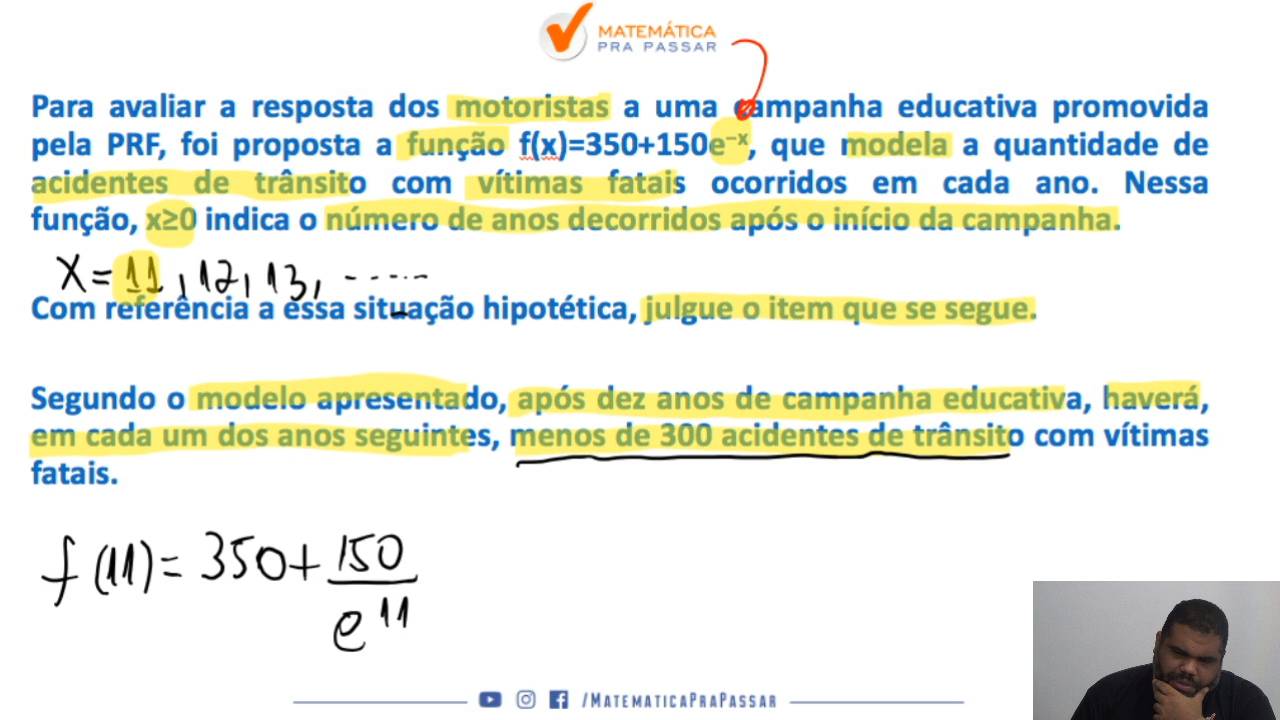 MATEMÁTICA
PRA PASSAR
Para avaliar a resposta dos motoristas a uma campanha educativa promovida
pela PRF, foi proposta a função f(x)=350+150e⁻ˣ, que modela a quantidade de
acidentes de trânsito com vítimas fatais ocorridos em cada ano. Nessa
função, x≥0 indica o número de anos decorridos após o início da campanha.
X = 11, 12, 13, ......
Com referência a essa situação hipotética, julgue o item que se segue.
Segundo o modelo apresentado, após dez anos de campanha educativa, haverá,
em cada um dos anos seguintes, menos de 300 acidentes de trânsito com vítimas
fatais.
f(11) = 350 + 150/e¹¹
/MATEMATICAPRAPASSAR